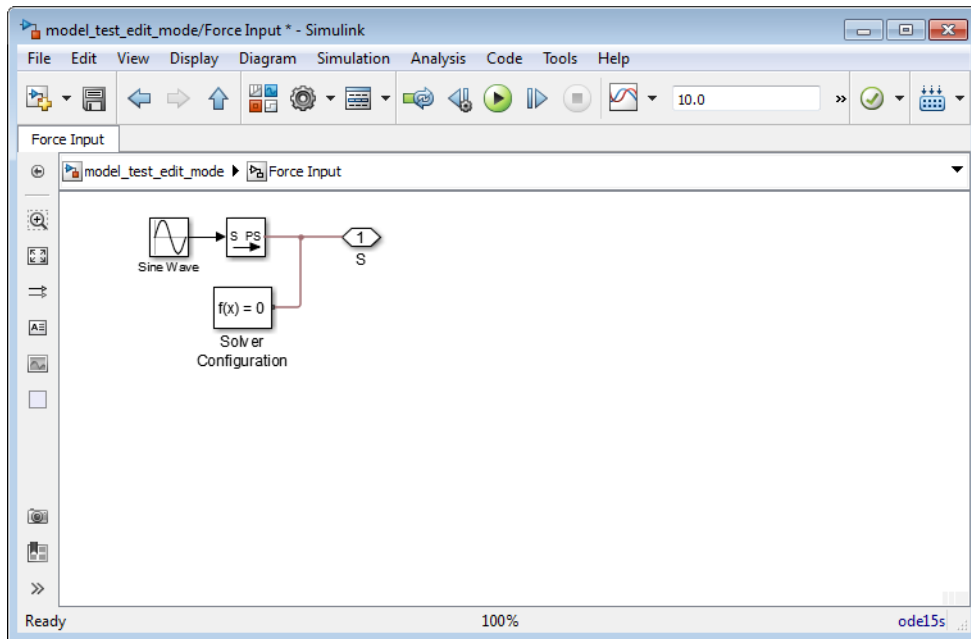 model_test_edit_mode/Force Input * - Simulink
File Edit View Display Diagram Simulation Analysis Code Tools Help
10.0 »
Force Input
model_test_edit_mode Force Input
S PS
1
Sine Wave
S
f(x) = 0
Solver
Configuration
»
Ready 100% ode15s